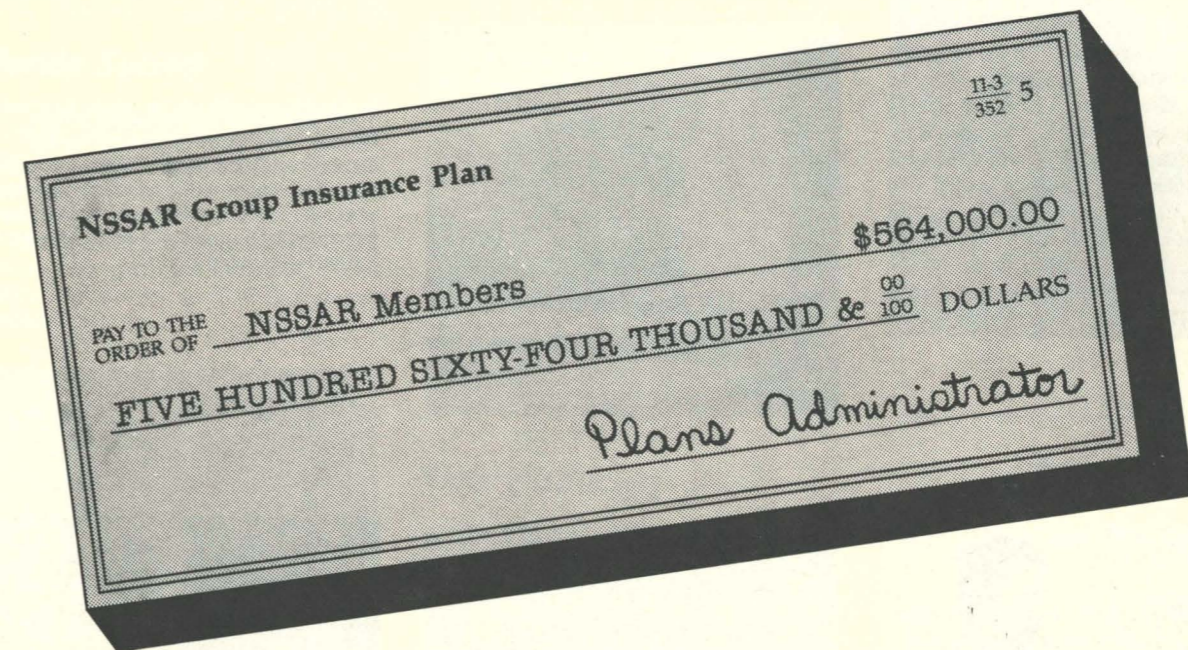 11-3
352 5
NSSAR Group Insurance Plan
$564,000.00
PAY TO THE
ORDER OF NSSAR Members
FIVE HUNDRED SIXTY-FOUR THOUSAND & 00/100 DOLLARS
Plans Administrator